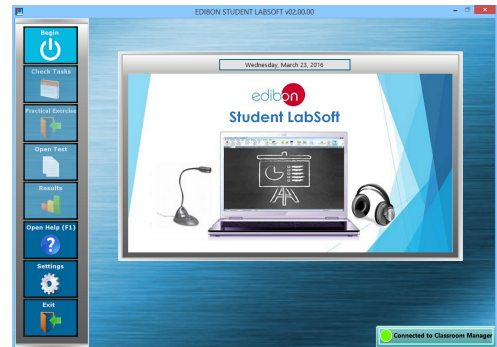 EDIBON STUDENT LABSOFT v02.00.00
Begin
Check Tasks
Practical Exercise
Open Test
Results
Open Help (F1)
Settings
Exit
Wednesday, March 23, 2016
edibon
Student LabSoft
Connected to Classroom Manager